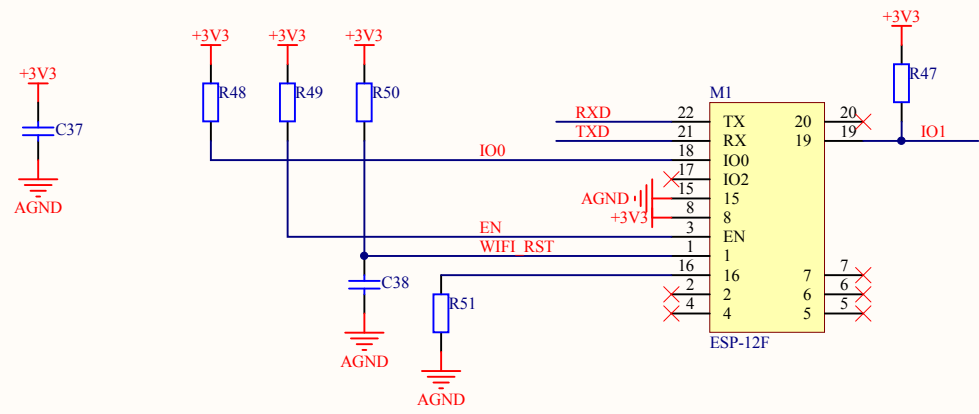 +3V3
+3V3 +3V3 +3V3
+3V3
R48 R49 R50
R47
C37
M1
RXD 22 TX 20 20
TXD 21 RX 19 19 IO1
IO0 18 IO0
17 IO2
AGND 15 15
+3V3 8 8
EN 3 EN
WIFI_RST 1 1
16 16 7 7
C38 2 2 6 6
R51 4 4 5 5
ESP-12F
AGND
AGND
AGND